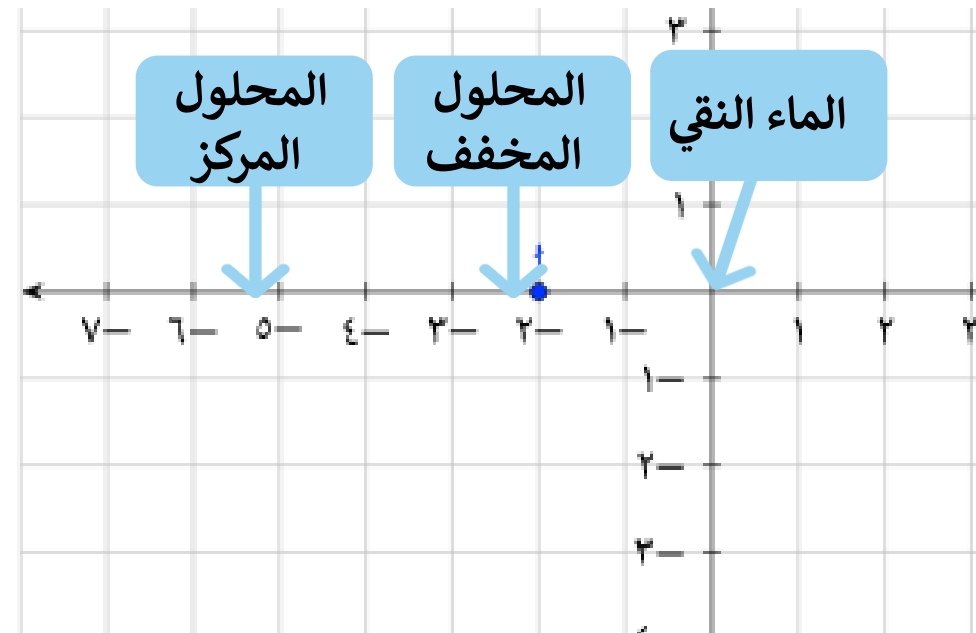 ٣
الماء النقي
المحلول
المخفف
المحلول
المركز
١
−٧ −٦ −٥ −٤ −٣ −٢ −١ ١ ٢
−١
−٢
−٣